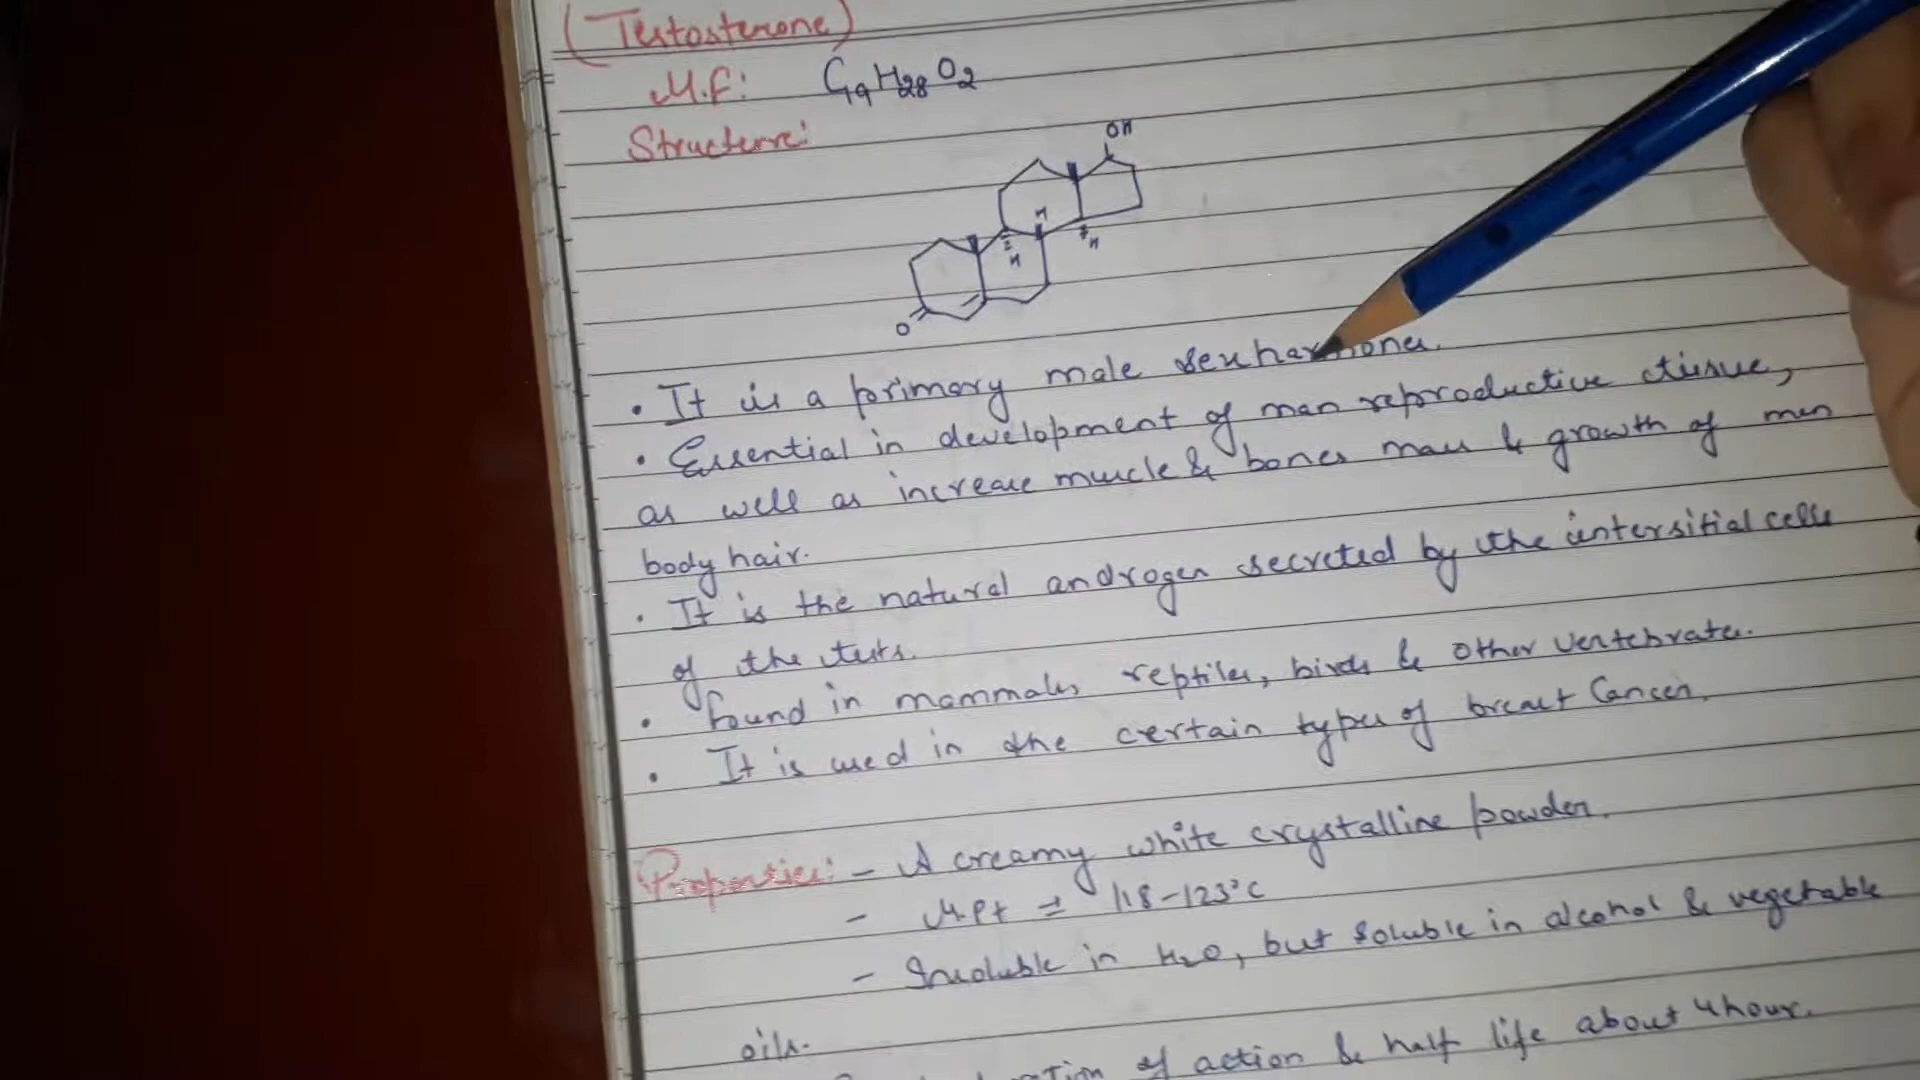 (Testosterone)
M.F: C19H28O2
Structure:
OH
H
H
H
O
• It is a primary male sex harmones.
• Essential in development of man reproductive tissue,
as well as increase muscle & bones mass & growth of men
body hair.
• It is the natural androgen secreted by the intersitial cells
of the tests.
• found in mammals, reptiles, birds & other vertebrate.
• It is used in the certain types of breast Cancer.
Properties: - A creamy white crystalline powder.
- M.Pt = 118-123°C
- Insoluble in H2O, but soluble in alcohol & vegetable
oils.
of action & half life about 4 hour.